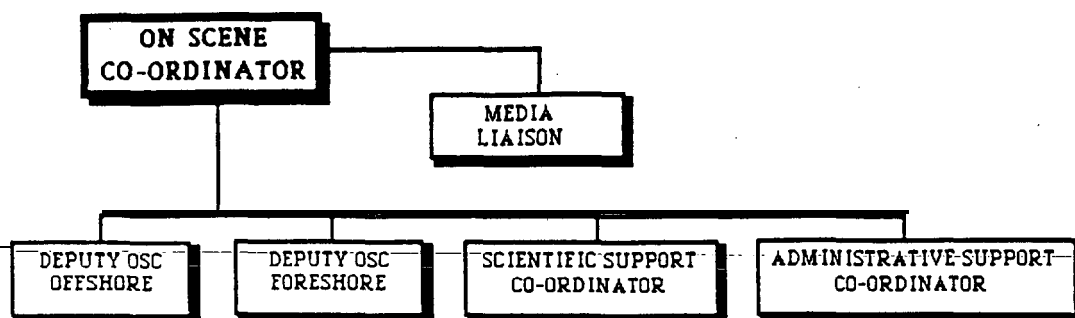 ON SCENE
CO-ORDINATOR
MEDIA
LIAISON
DEPUTY OSC
OFFSHORE
DEPUTY OSC
FORESHORE
SCIENTIFIC SUPPORT
CO-ORDINATOR
ADMINISTRATIVE SUPPORT
CO-ORDINATOR